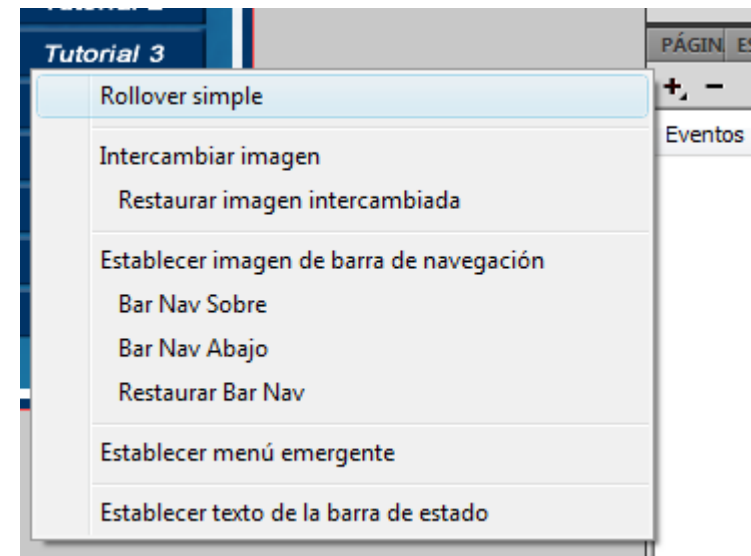 Tutorial 3
PÁGIN
Rollover simple
Eventos
Intercambiar imagen
Restaurar imagen intercambiada
Establecer imagen de barra de navegación
Bar Nav Sobre
Bar Nav Abajo
Restaurar Bar Nav
Establecer menú emergente
Establecer texto de la barra de estado